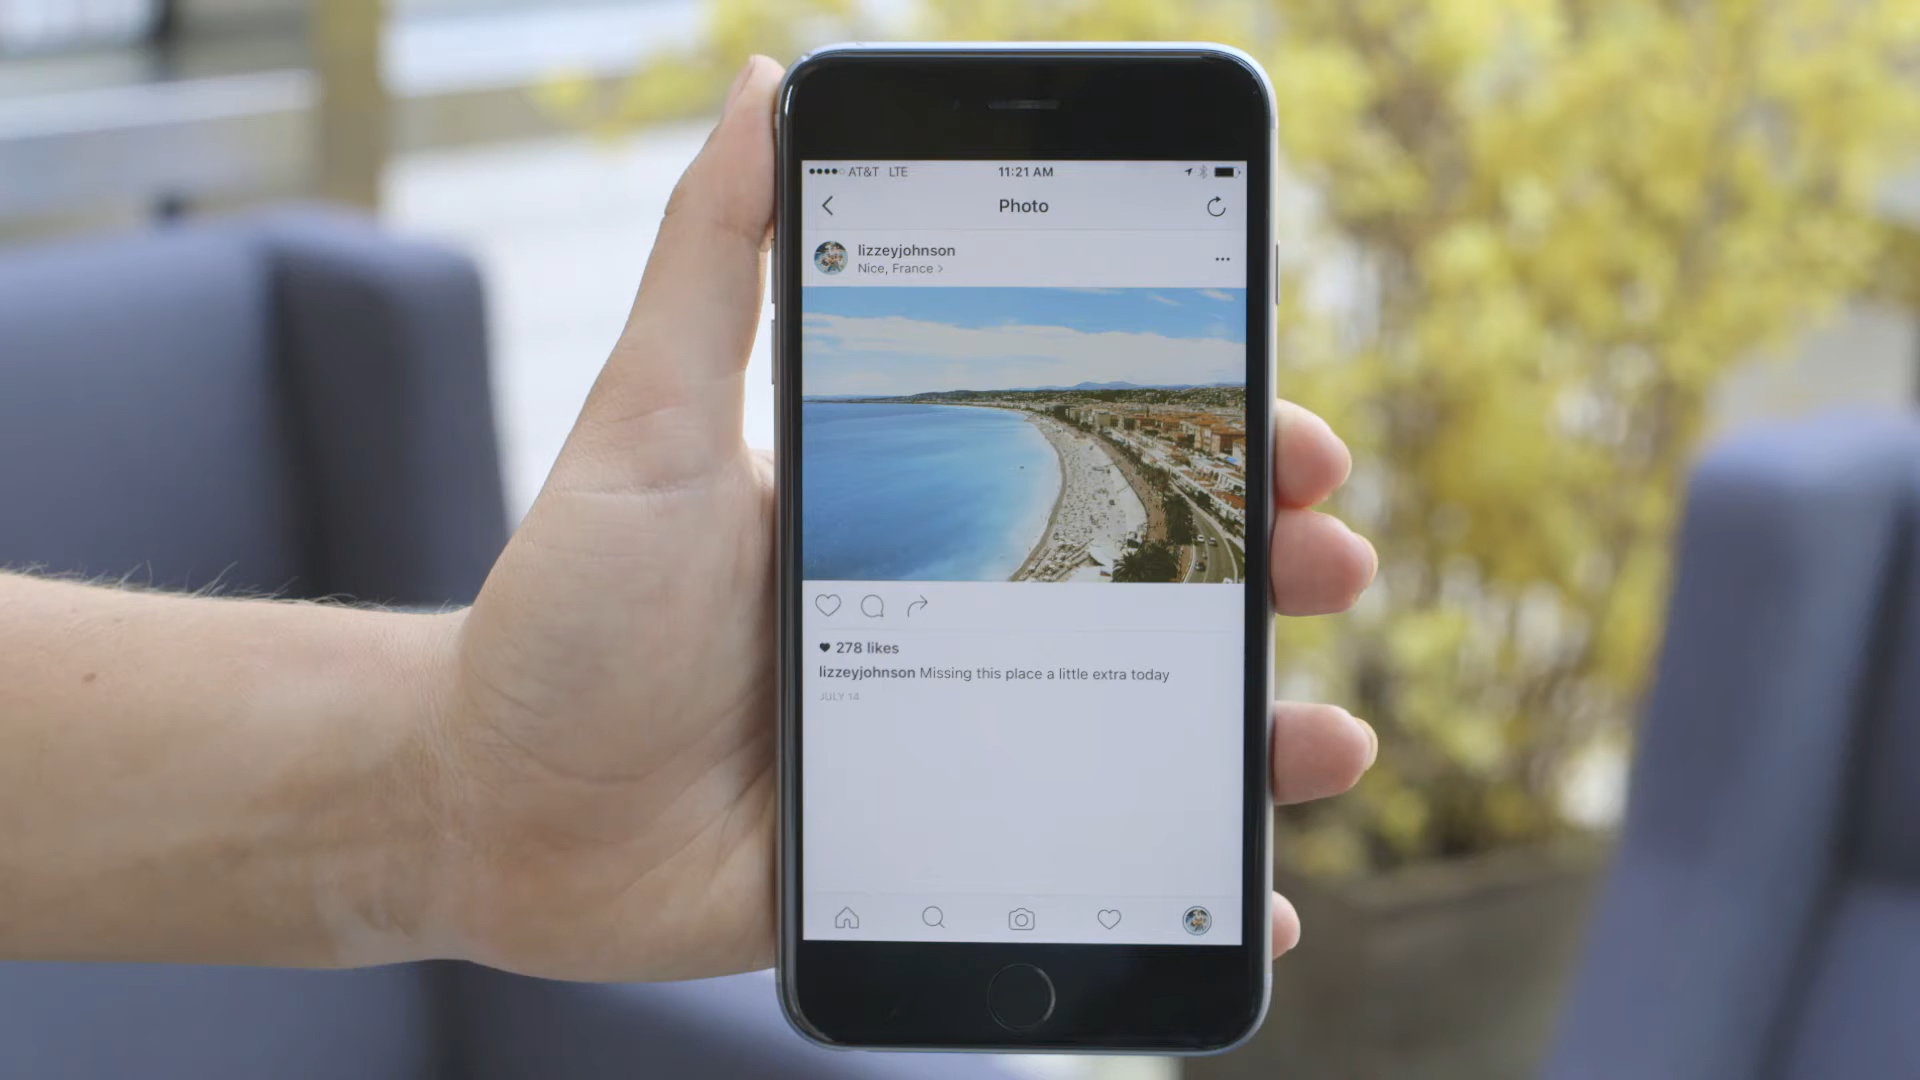 AT&T LTE 11:21 AM
Photo
lizzeyjohnson
Nice, France >
278 likes
lizzeyjohnson Missing this place a little extra today
JULY 14